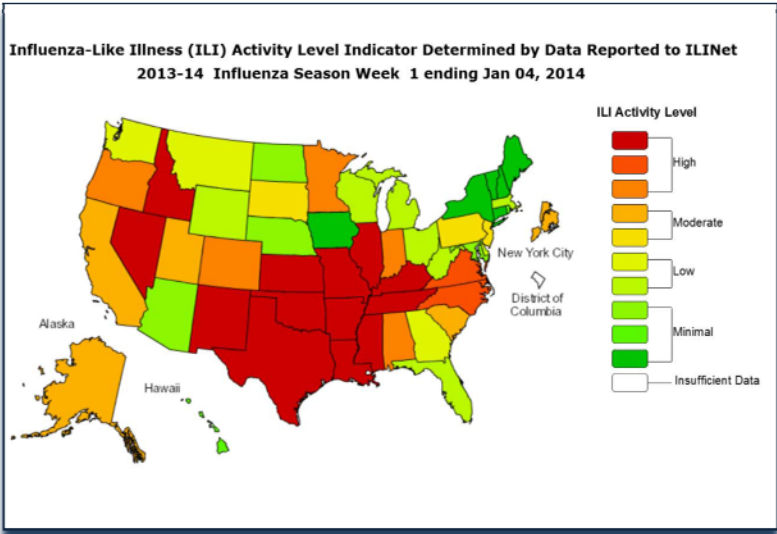 Influenza-Like Illness (ILI) Activity Level Indicator Determined by Data Reported to ILINet
2013-14 Influenza Season Week 1 ending Jan 04, 2014
ILI Activity Level
High
Moderate
New York City
Low
District of
Columbia
Alaska
Minimal
Hawaii
Insufficient Data